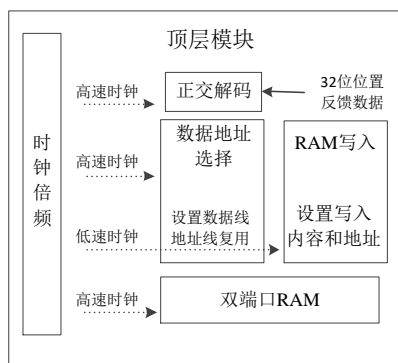 顶层模块
时
钟
倍
频
高速时钟
正交解码
32位位置
反馈数据
高速时钟
数据地址
选择
RAM写入
低速时钟
设置数据线
地址线复用
设置写入
内容和地址
高速时钟
双端口RAM